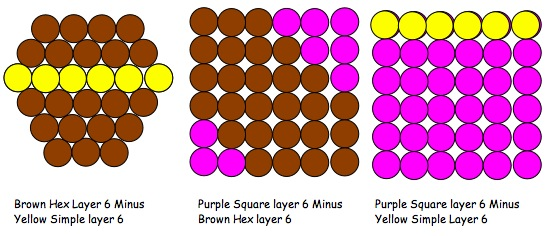 Brown Hex Layer 6 Minus
Yellow Simple layer 6
Purple Square layer 6 Minus
Brown Hex layer 6
Purple Square layer 6 Minus
Yellow Simple Layer 6